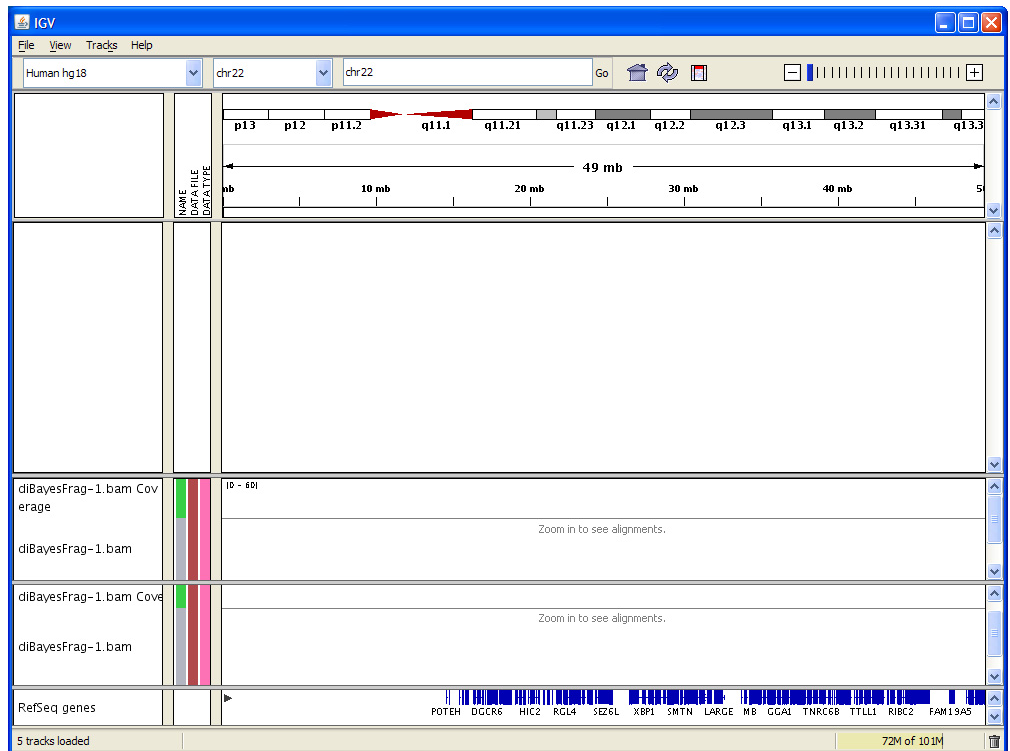 IGV
File View Tracks Help
Human hg18 chr22 chr22 Go
p13 p12 p11.2 q11.1 q11.21 q11.23 q12.1 q12.2 q12.3 q13.1 q13.2 q13.31 q13.3
49 mb
mb 10 mb 20 mb 30 mb 40 mb 50
NAME
DATA FILE
DATA TYPE
diBayesFrag-1.bam Cov
erage
[0 - 60]
Zoom in to see alignments.
diBayesFrag-1.bam
diBayesFrag-1.bam Cove
Zoom in to see alignments.
diBayesFrag-1.bam
RefSeq genes
POTEH DGCR6 HIC2 RGL4 SEZ6L XBP1 SMTN LARGE MB GGA1 TNRC6B TTLL1 RIBC2 FAM19A5
5 tracks loaded 72M of 101M